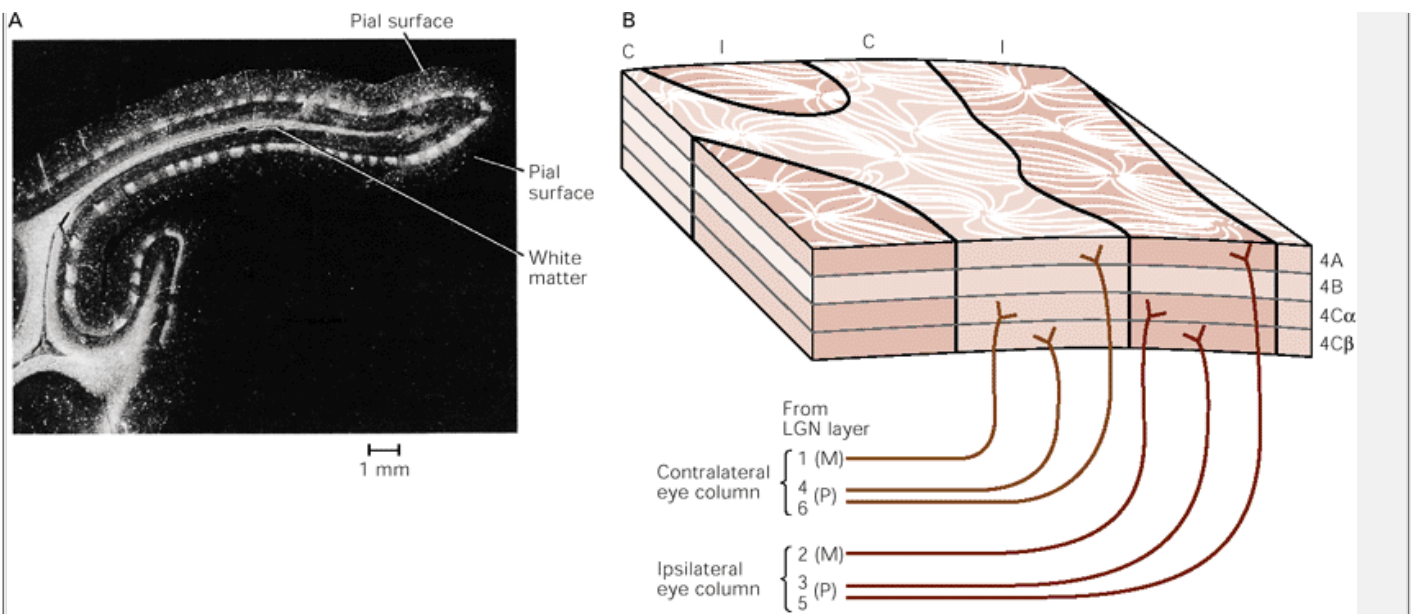 A
Pial surface
Pial
surface
White
matter
1 mm
B
C
I
C
I
4A
4B
4Cα
4Cβ
From
LGN layer
Contralateral
eye column
1 (M)
4
(P)
6
Ipsilateral
eye column
2 (M)
3
(P)
5